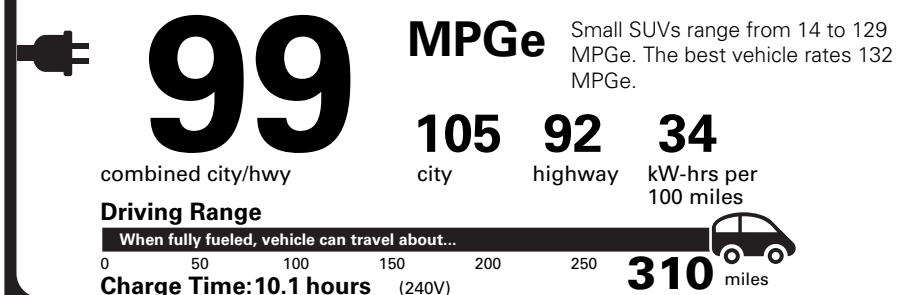 99
MPGe
Small SUVs range from 14 to 129
MPGe. The best vehicle rates 132
MPGe.
combined city/hwy
105
city
92
highway
34
kW-hrs per
100 miles
Driving Range
When fully fueled, vehicle can travel about...
0 50 100 150 200 250 310 miles
Charge Time: 10.1 hours (240V)